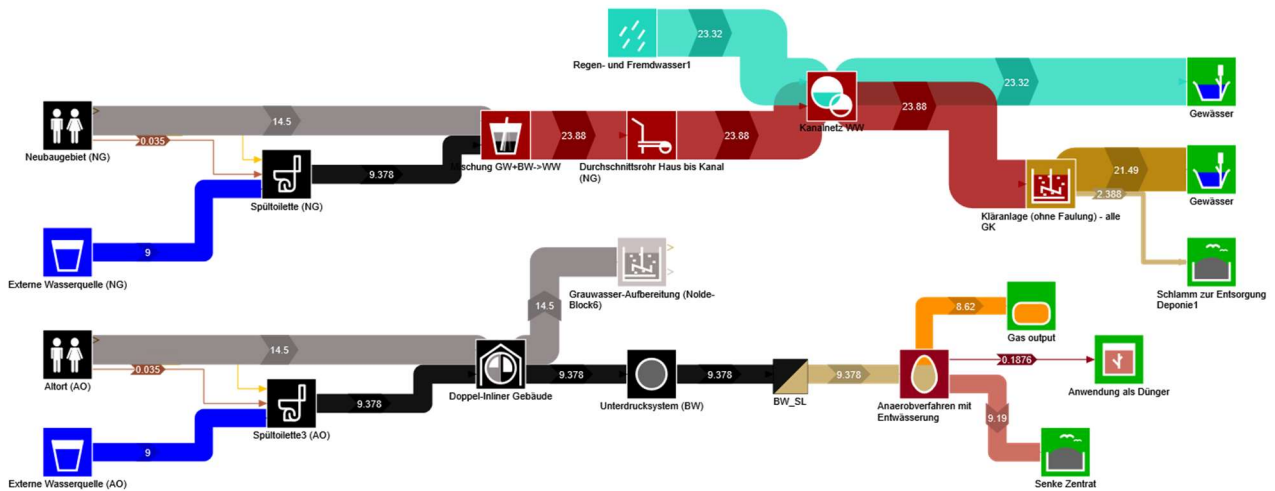 23.32
Regen- und Fremdwasser1
23.32
Kanalnetz WW
Gewässer
14.5
0.035
Neubaugebiet (NG)
9.378
Spültoilette (NG)
Mischung GW+BW->WW
23.88
Durchschnittsrohr Haus bis Kanal
(NG)
23.88
23.88
21.49
2.388
Gewässer
Kläranlage (ohne Faulung) - alle
GK
9
Externe Wasserquelle (NG)
Schlamm zur Entsorgung
Deponie1
Grauwasser-Aufbereitung (Nolde-
Block6)
14.5
14.5
0.035
Altort (AO)
9.378
Spültoilette3 (AO)
Doppel-Inliner Gebäude
9.378
Unterdrucksystem (BW)
9.378
BW_SL
9.378
Anaerobverfahren mit
Entwässerung
8.62
Gas output
0.1876
Anwendung als Dünger
9.19
Senke Zentrat
9
Externe Wasserquelle (AO)